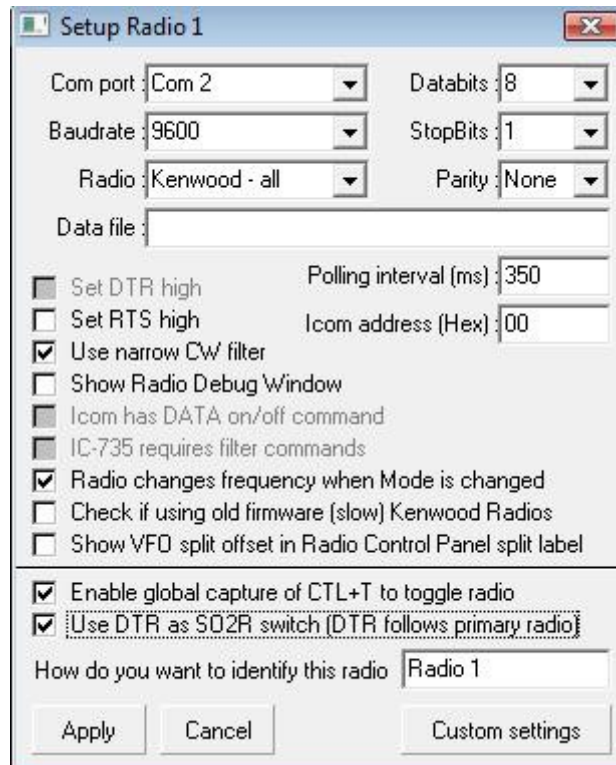 Setup Radio 1
Com port : Com 2 Databits : 8
Baudrate : 9600 StopBits : 1
Radio : Kenwood - all Parity : None
Data file :
Set DTR high Polling interval (ms) : 350
Set RTS high Icom address (Hex) : 00
Use narrow CW filter
Show Radio Debug Window
Icom has DATA on/off command
IC-735 requires filter commands
Radio changes frequency when Mode is changed
Check if using old firmware (slow) Kenwood Radios
Show VFO split offset in Radio Control Panel split label
Enable global capture of CTL+T to toggle radio
Use DTR as SO2R switch (DTR follows primary radio)
How do you want to identify this radio Radio 1
Apply Cancel Custom settings